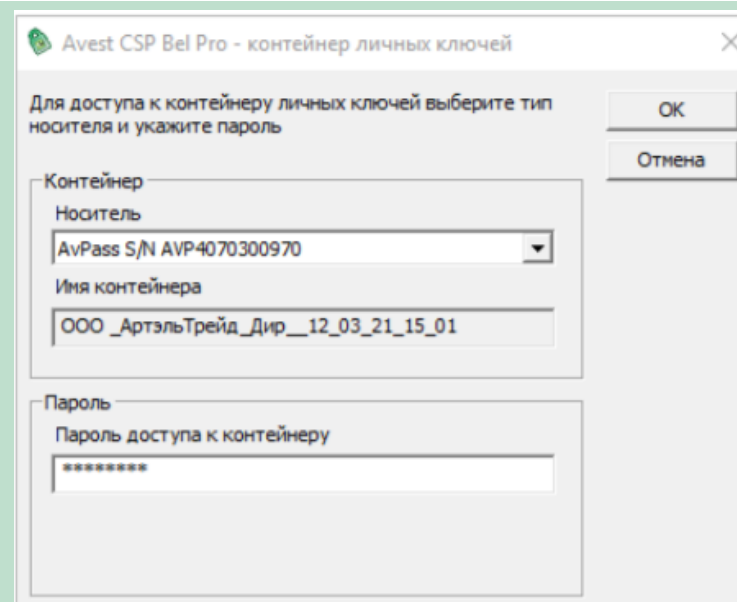 Avest CSP Bel Pro - контейнер личных ключей
Для доступа к контейнеру личных ключей выберите тип
носителя и укажите пароль
OK
Отмена
Контейнер
Носитель
AvPass S/N AVP4070300970
Имя контейнера
ООО _АртэльТрейд_Дир__12_03_21_15_01
Пароль
Пароль доступа к контейнеру
********